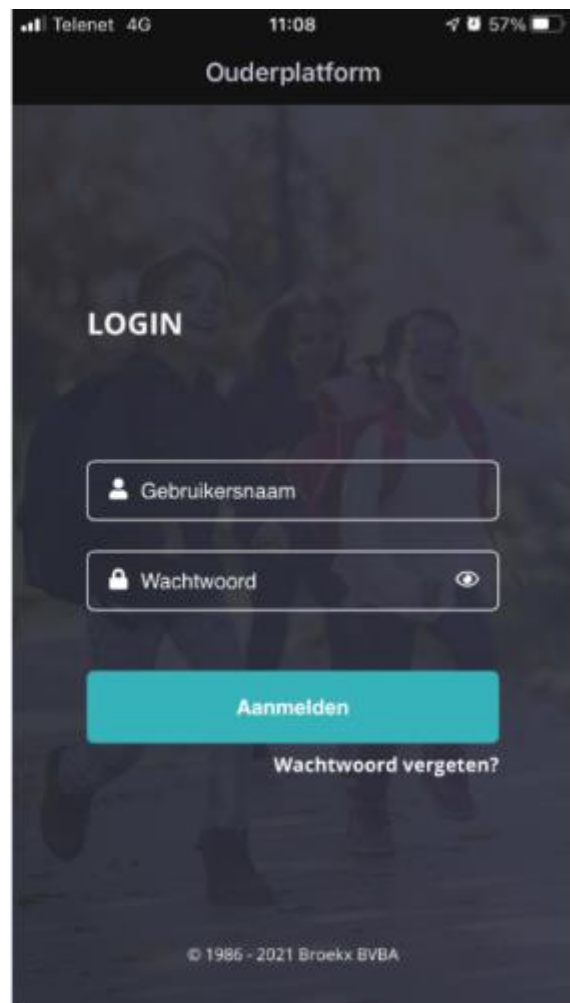 Telenet 4G 11:08 57%
Ouderplatform
LOGIN
Gebruikersnaam
Wachtwoord
Aanmelden
Wachtwoord vergeten?
© 1986 - 2021 Broekx BVBA